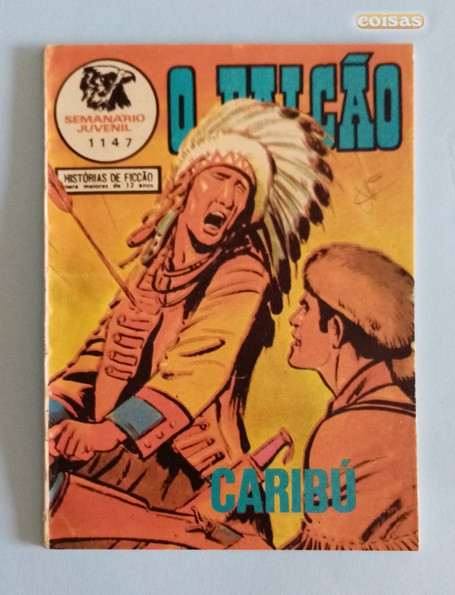 coisas
O FALCÃO
SEMANÁRIO
JUVENIL
1147
HISTÓRIAS DE FICÇÃO
para maiores de 12 anos
CARIBÚ